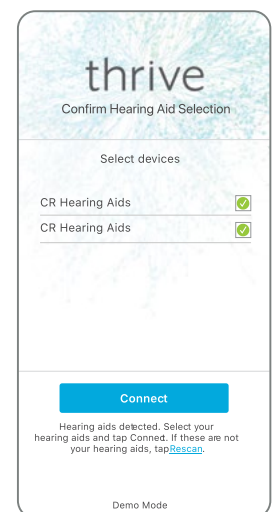 thrive
Confirm Hearing Aid Selection
Select devices
CR Hearing Aids
CR Hearing Aids
Connect
Hearing aids detected. Select your
hearing aids and tap Conned. If these are not
your hearing aids, tapRescan.
Demo Mode